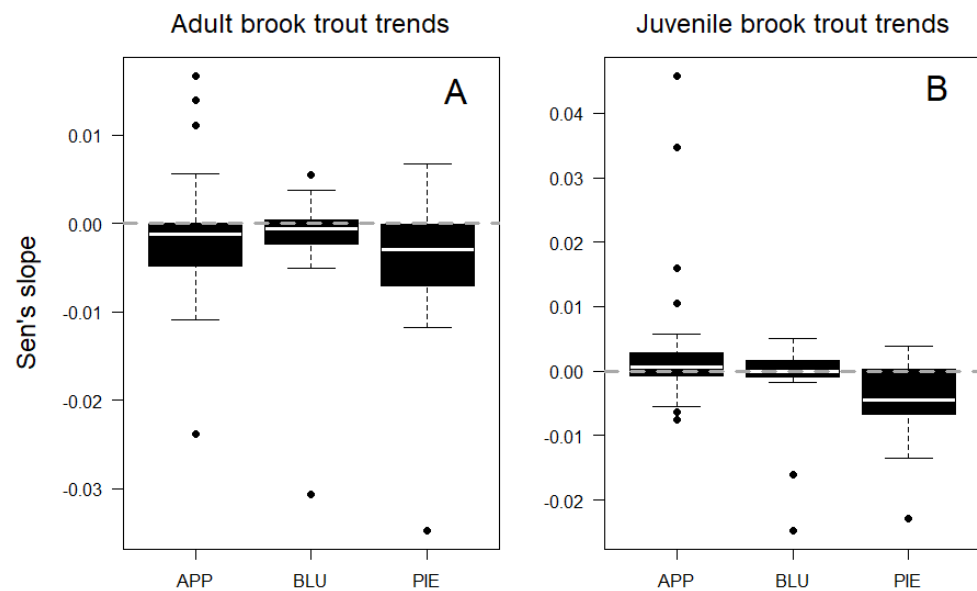 Adult brook trout trends
Juvenile brook trout trends
Sen's slope
A
0.01
0.00
-0.01
-0.02
-0.03
APP BLU PIE
B
0.04
0.03
0.02
0.01
0.00
-0.01
-0.02
APP BLU PIE